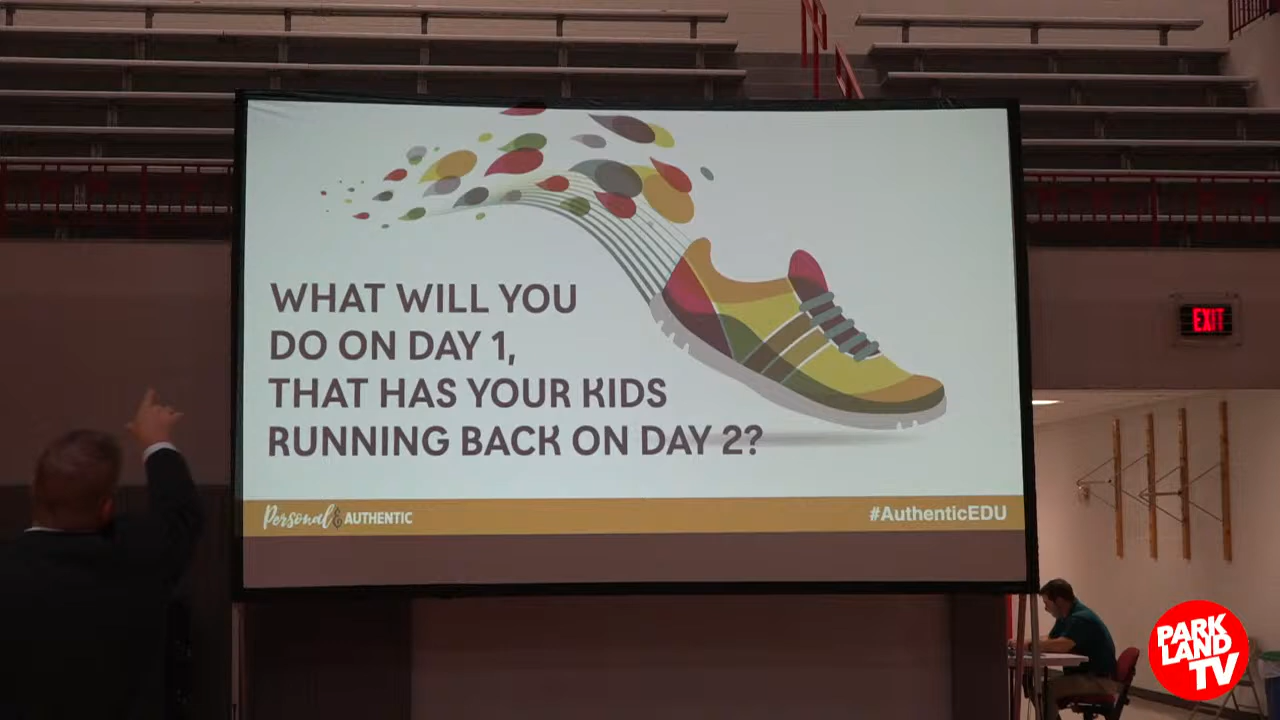 WHAT WILL YOU
DO ON DAY 1,
THAT HAS YOUR KIDS
RUNNING BACK ON DAY 2?
Personal & AUTHENTIC
#AuthenticEDU
EXIT
PARK
LAND
TV